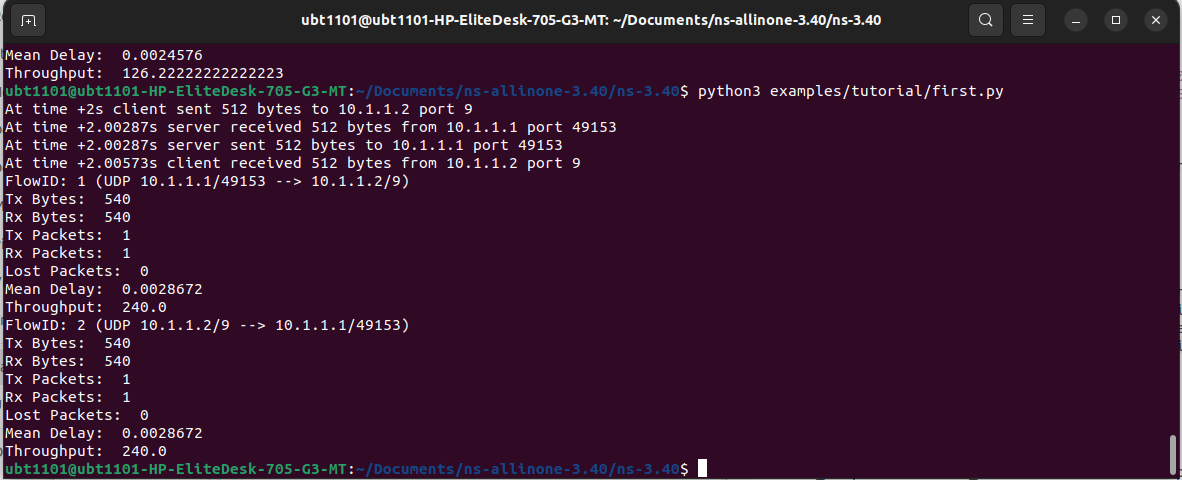 ubt1101@ubt1101-HP-EliteDesk-705-G3-MT: ~/Documents/ns-allinone-3.40/ns-3.40
Mean Delay:  0.0024576
Throughput:  126.22222222222223
ubt1101@ubt1101-HP-EliteDesk-705-G3-MT:~/Documents/ns-allinone-3.40/ns-3.40$ python3 examples/tutorial/first.py
At time +2s client sent 512 bytes to 10.1.1.2 port 9
At time +2.00287s server received 512 bytes from 10.1.1.1 port 49153
At time +2.00287s server sent 512 bytes to 10.1.1.1 port 49153
At time +2.00573s client received 512 bytes from 10.1.1.2 port 9
FlowID: 1 (UDP 10.1.1.1/49153 --> 10.1.1.2/9)
Tx Bytes:  540
Rx Bytes:  540
Tx Packets:  1
Rx Packets:  1
Lost Packets:  0
Mean Delay:  0.0028672
Throughput:  240.0
FlowID: 2 (UDP 10.1.1.2/9 --> 10.1.1.1/49153)
Tx Bytes:  540
Rx Bytes:  540
Tx Packets:  1
Rx Packets:  1
Lost Packets:  0
Mean Delay:  0.0028672
Throughput:  240.0
ubt1101@ubt1101-HP-EliteDesk-705-G3-MT:~/Documents/ns-allinone-3.40/ns-3.40$